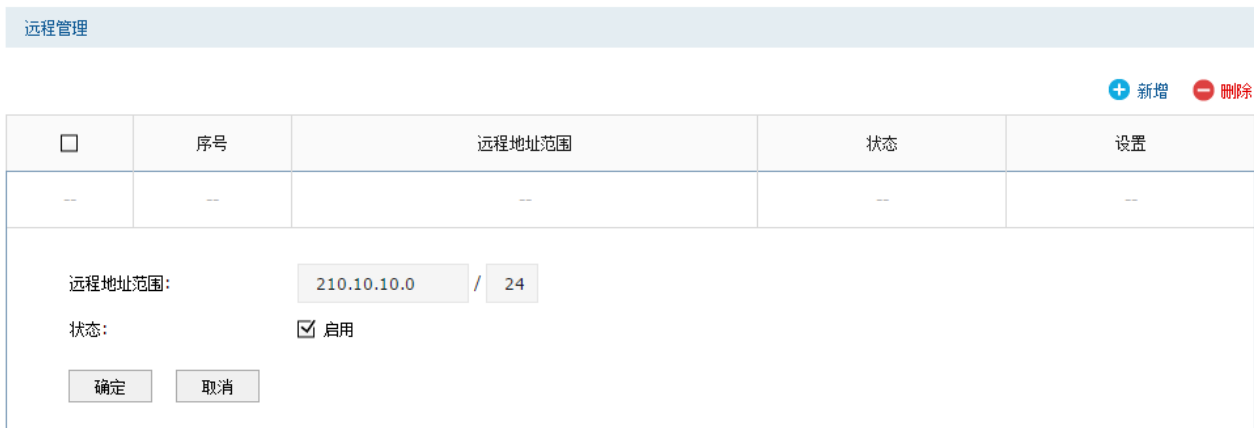 远程管理
新增 删除
序号 远程地址范围 状态 设置
-- -- -- -- --
远程地址范围: 210.10.10.0 / 24
状态: 启用
确定 取消